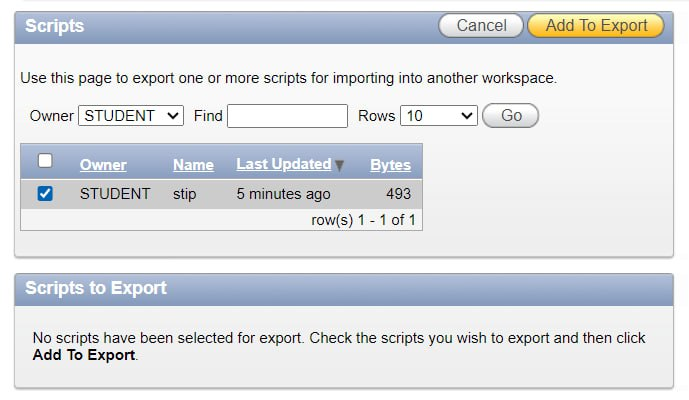 Scripts Cancel Add To Export
Use this page to export one or more scripts for importing into another workspace.
Owner STUDENT Find Rows 10 Go
Owner Name Last Updated Bytes
STUDENT stip 5 minutes ago 493
row(s) 1 - 1 of 1
Scripts to Export
No scripts have been selected for export. Check the scripts you wish to export and then click
Add To Export.